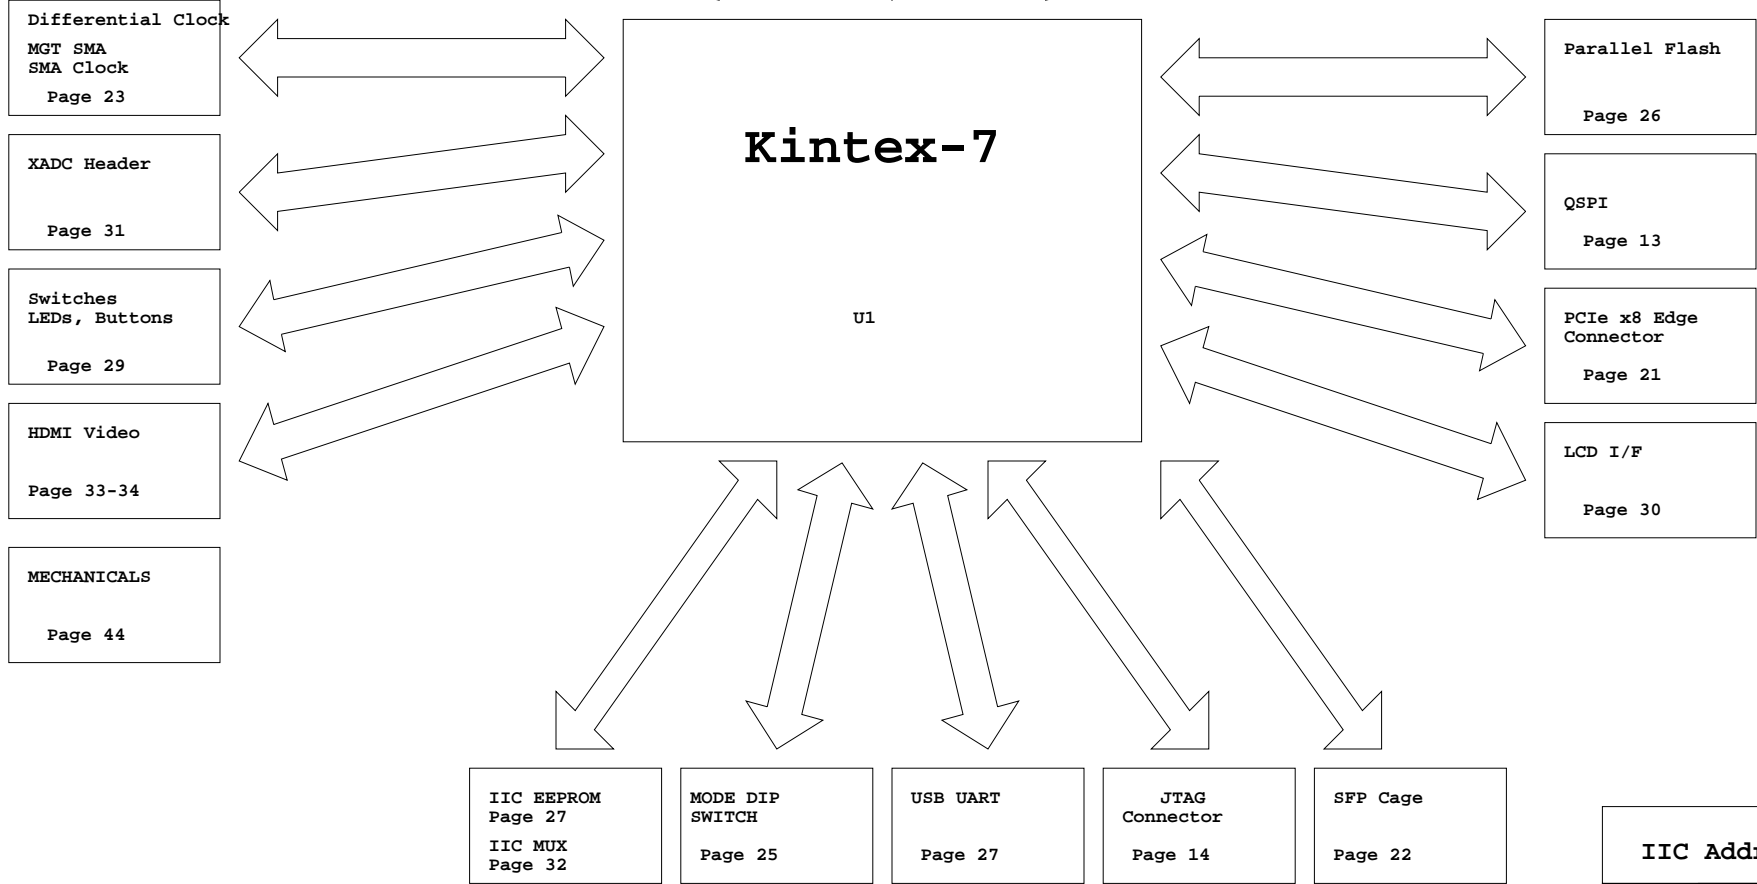 Differential Clock
MGT SMA
SMA Clock
Page 23
XADC Header
Page 31
Switches
LEDs, Buttons
Page 29
HDMI Video
Page 33-34
MECHANICALS
Page 44
Kintex-7
U1
Parallel Flash
Page 26
QSPI
Page 13
PCIe x8 Edge
Connector
Page 21
LCD I/F
Page 30
IIC EEPROM
Page 27
IIC MUX
Page 32
MODE DIP
SWITCH
Page 25
USB UART
Page 27
JTAG
Connector
Page 14
SFP Cage
Page 22
IIC